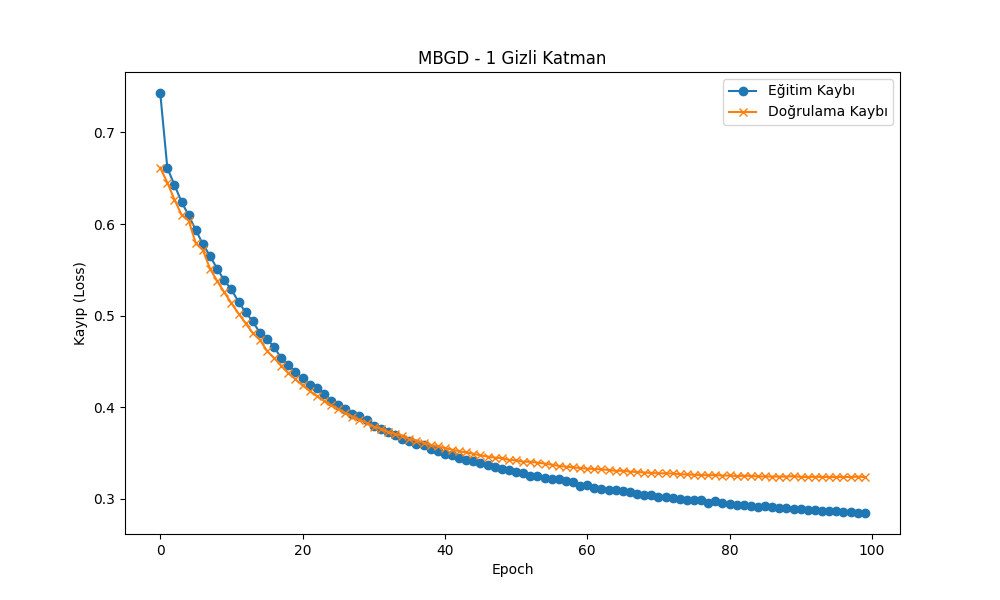 MBGD - 1 Gizli Katman
Eğitim Kaybı
Doğrulama Kaybı
Kayıp (Loss)
0.7
0.6
0.5
0.4
0.3
0
20
40
60
80
100
Epoch